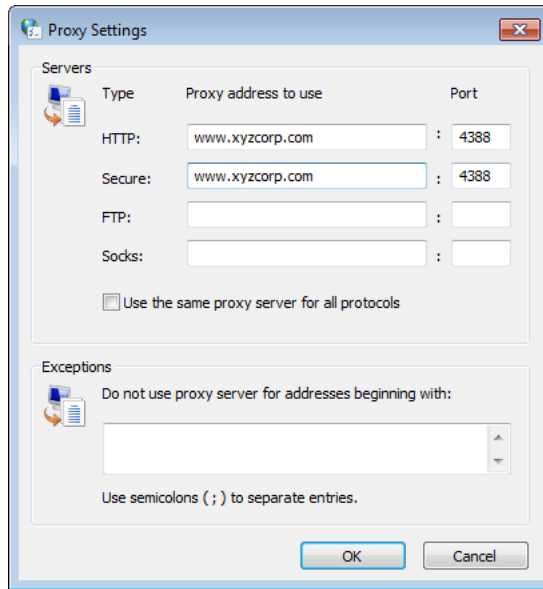 Proxy Settings
Servers
Type Proxy address to use Port
HTTP: www.xyzcorp.com : 4388
Secure: www.xyzcorp.com : 4388
FTP: :
Socks: :
Use the same proxy server for all protocols
Exceptions
Do not use proxy server for addresses beginning with:
Use semicolons ( ; ) to separate entries.
OK Cancel